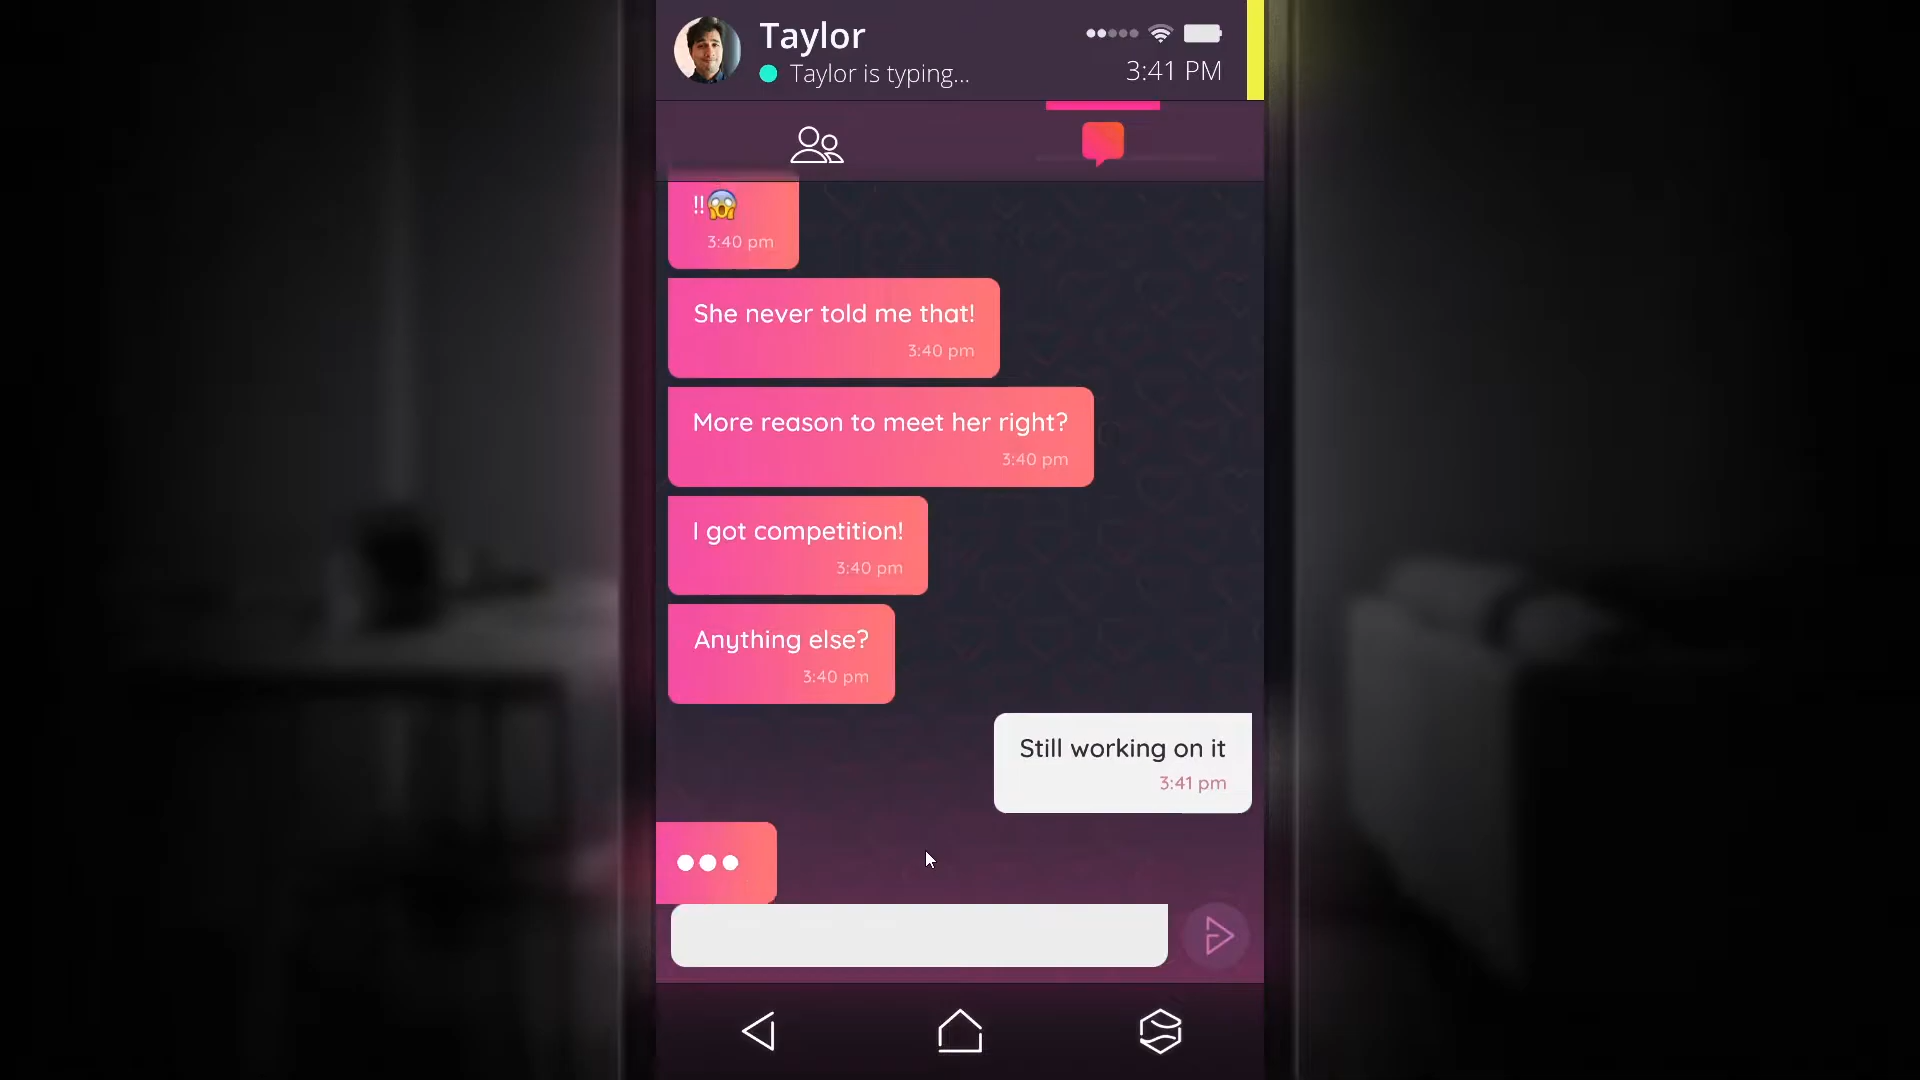 Taylor
Taylor is typing...
3:41 PM
!!😱
3:40 pm
She never told me that!
3:40 pm
More reason to meet her right?
3:40 pm
I got competition!
3:40 pm
Anything else?
3:40 pm
Still working on it
3:41 pm